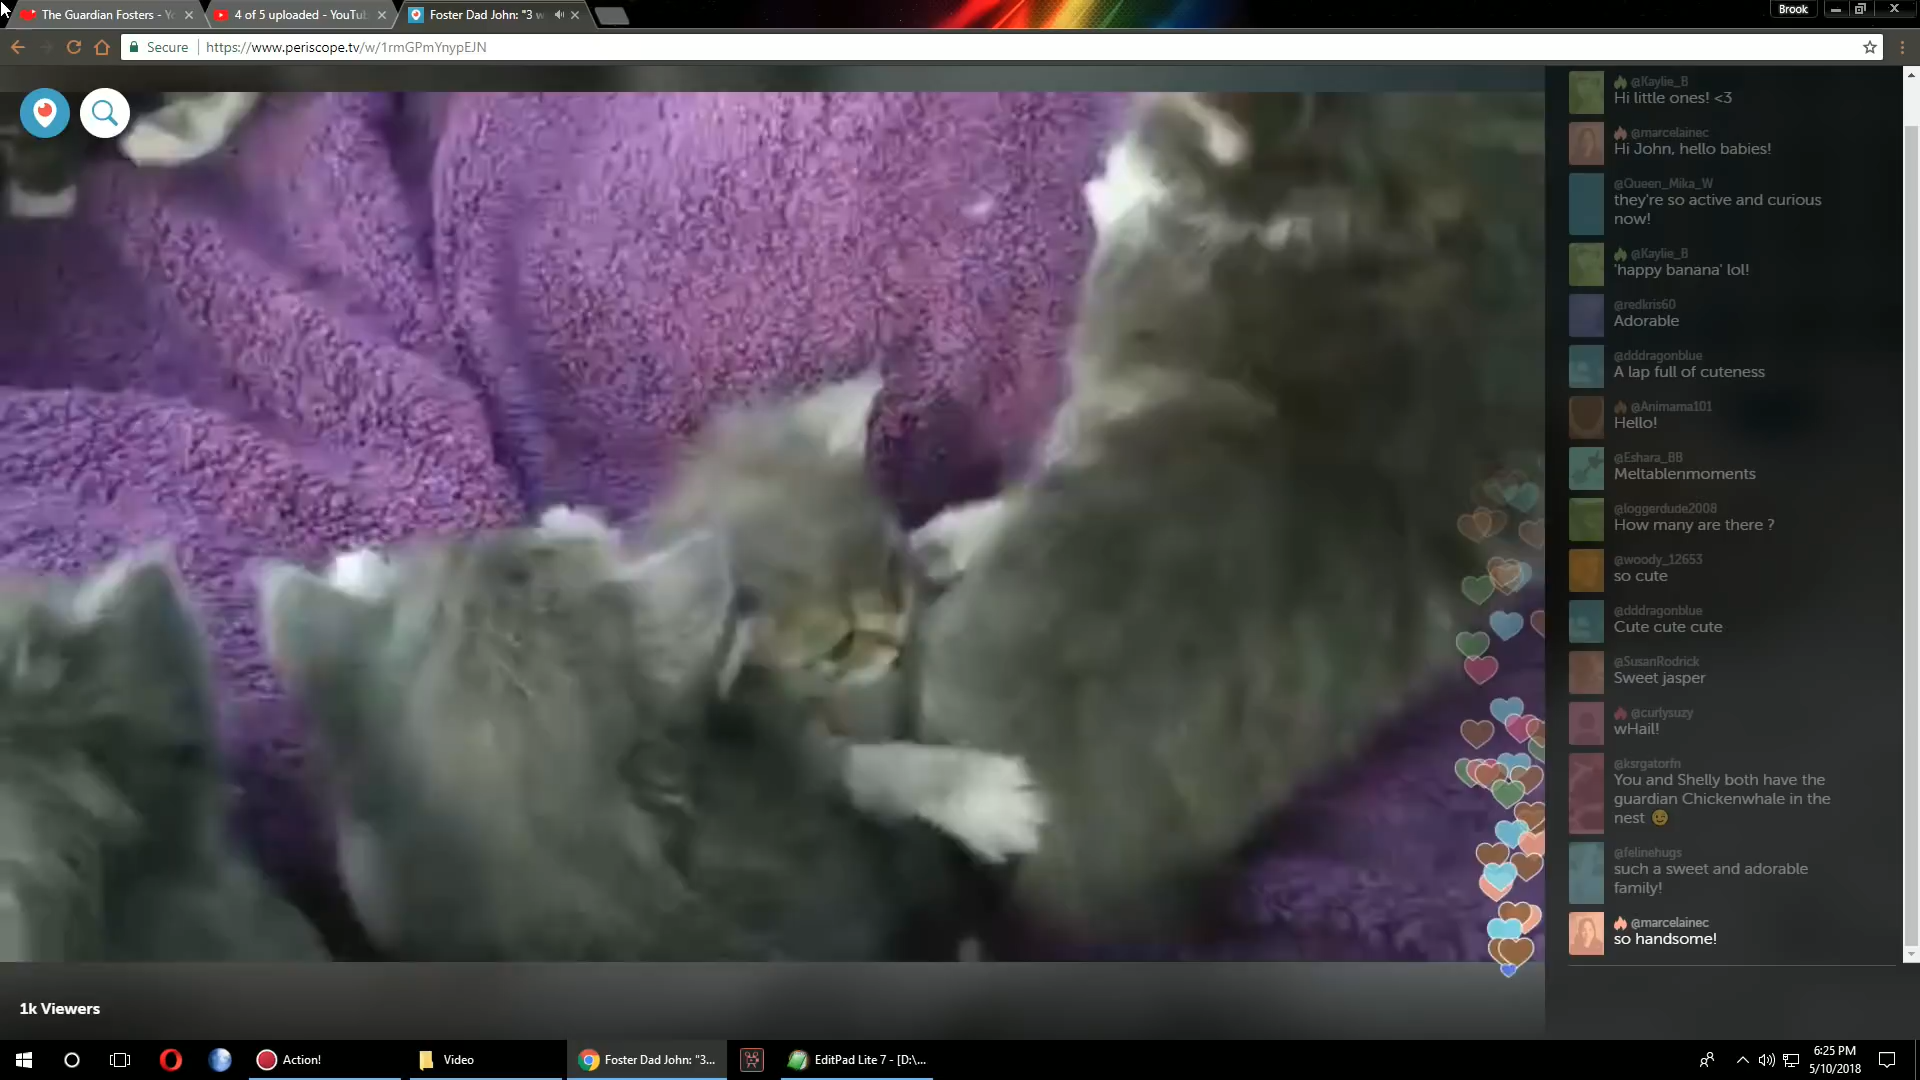 The Guardian Fosters - Yo
4 of 5 uploaded - YouTub
Foster Dad John: "3 w
Brook
Secure
https://www.periscope.tv/w/1rmGPmYnypEJN
@Kaylie_B
Hi little ones! <3
@marcelainec
Hi John, hello babies!
@Queen_Mika_W
they're so active and curious
now!
@Kaylie_B
'happy banana' lol!
@redkris60
Adorable
@dddragonblue
A lap full of cuteness
@Animama101
Hello!
@Eshara_BB
Meltablenmoments
@loggerdude2008
How many are there ?
@woody_12653
so cute
@dddragonblue
Cute cute cute
@SusanRodrick
Sweet jasper
@curlysuzy
wHail!
@ksrgatorfn
You and Shelly both have the
guardian Chickenwhale in the
nest 😉
@felinehugs
such a sweet and adorable
family!
@marcelainec
so handsome!
1k Viewers
Action!
Video
Foster Dad John: "3...
EditPad Lite 7 - [D:\...
6:25 PM
5/10/2018